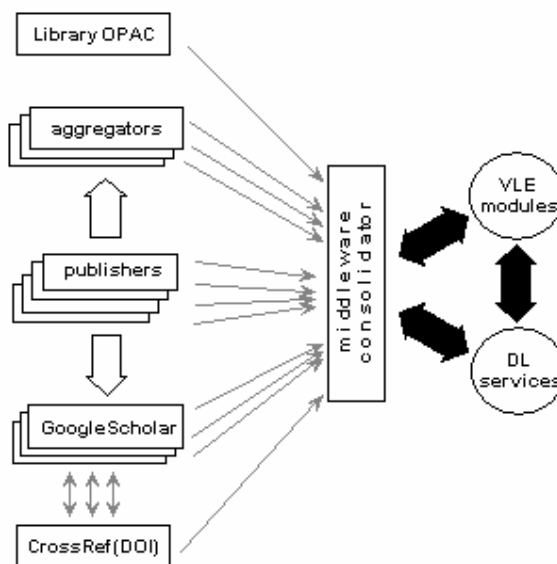 Library OPAC
aggregators
publishers
GoogleScholar
CrossRef(DOI)
middleware
consolidator
VLE
modules
DL
services